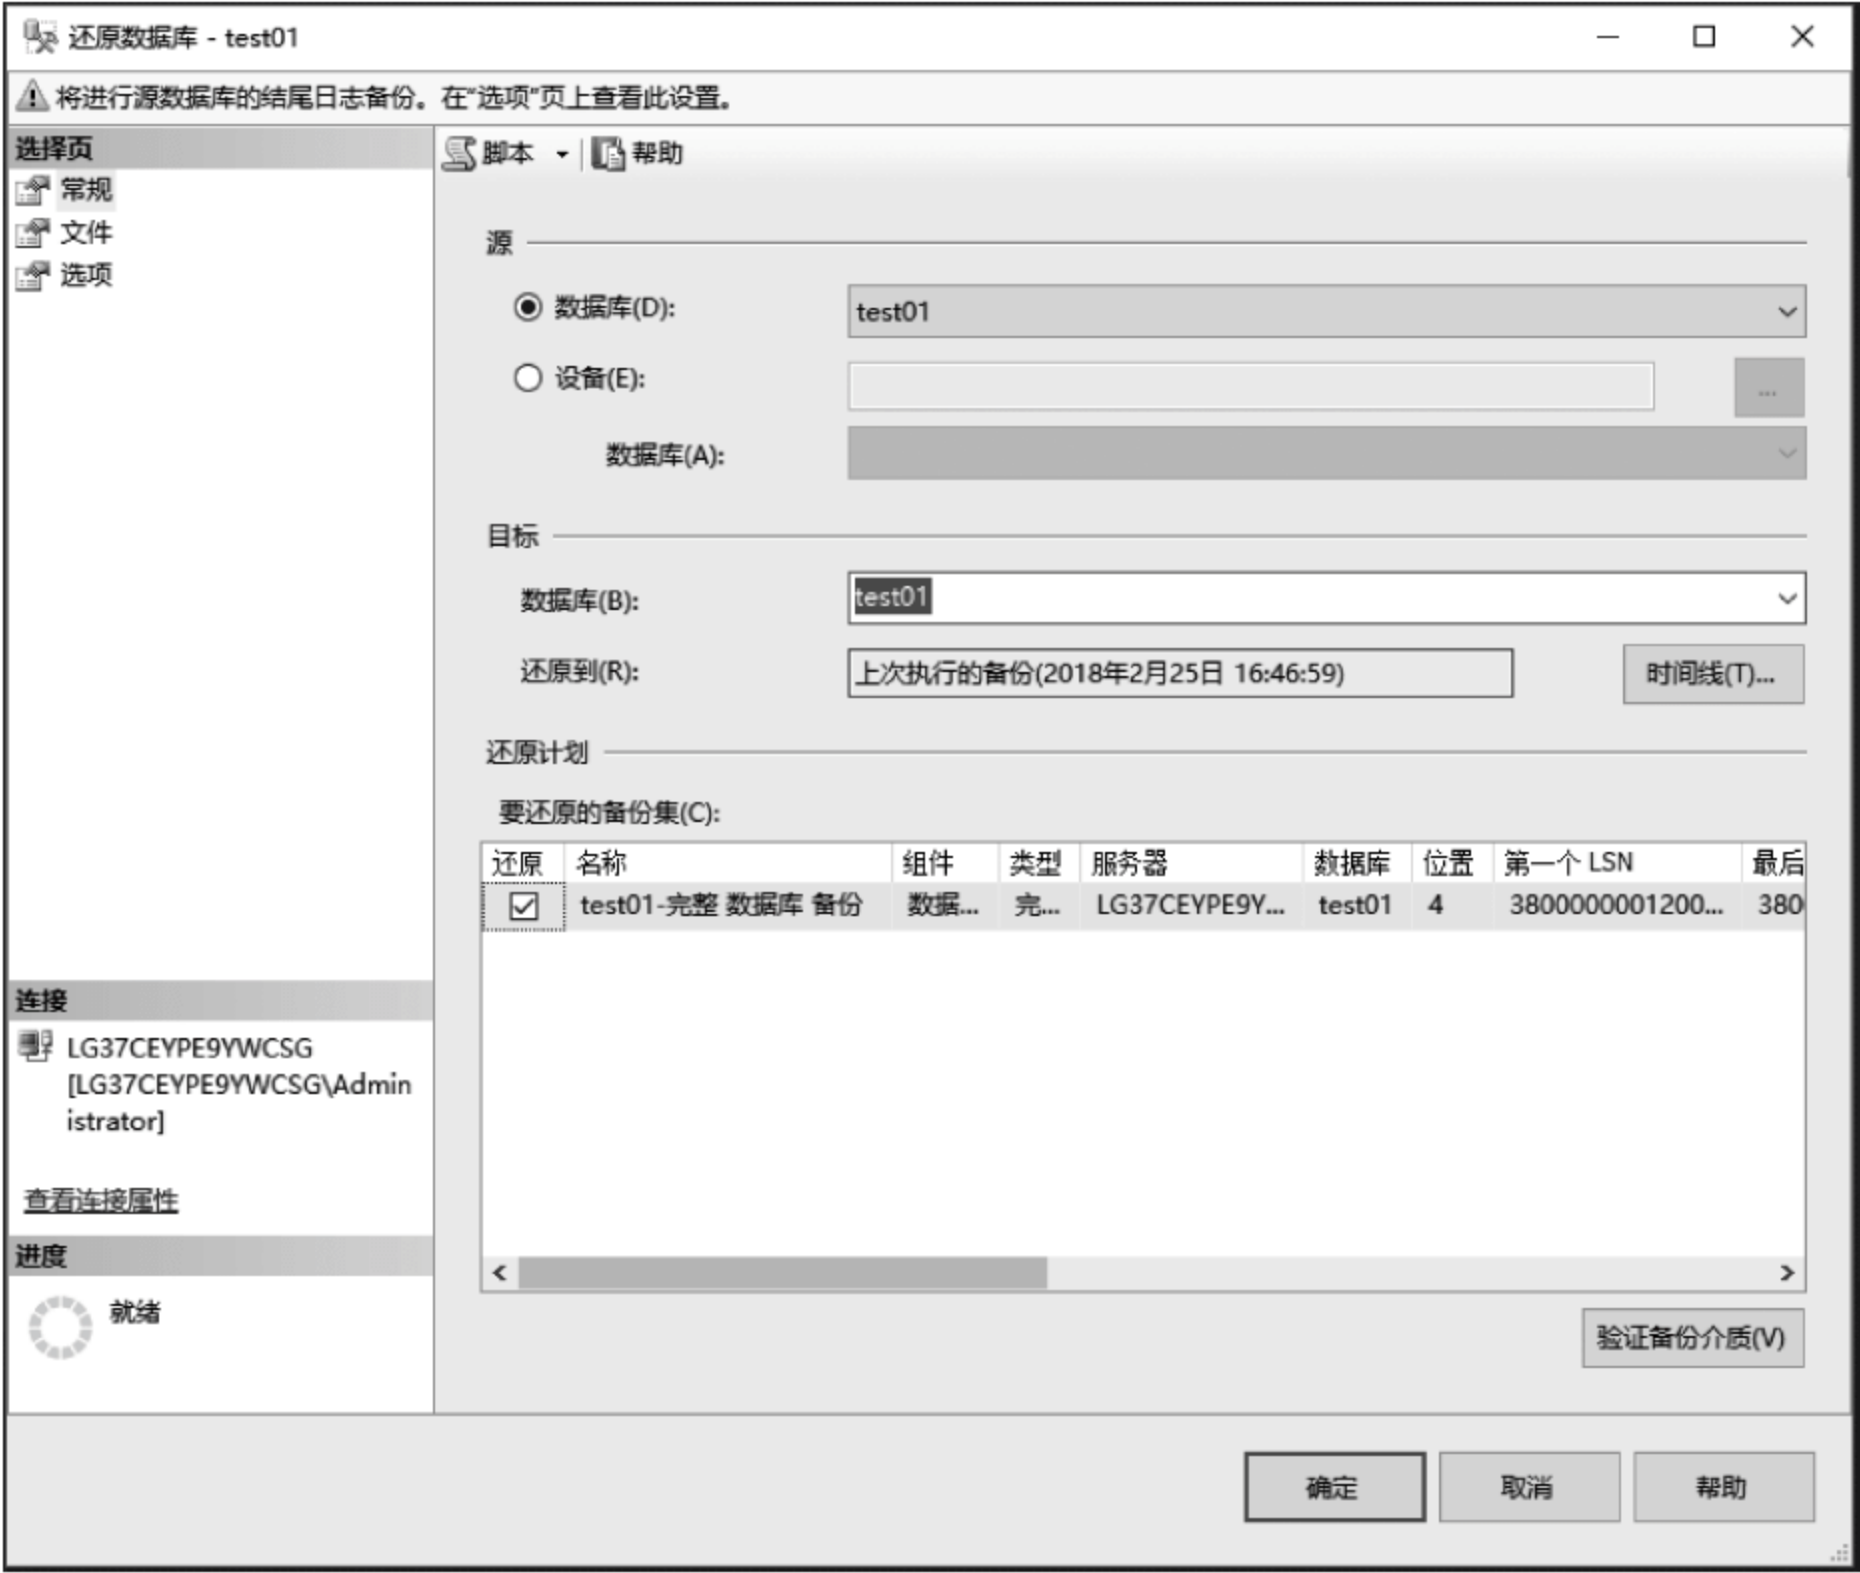 还原数据库 - test01
将进行源数据库的结尾日志备份。在“选项”页上查看此设置。
选择页
常规
文件
选项
脚本 帮助
源
数据库(D): test01
设备(E): ...
数据库(A):
目标
数据库(B): test01
还原到(R): 上次执行的备份(2018年2月25日 16:46:59) 时间线(T)...
还原计划
要还原的备份集(C):
还原 名称 组件 类型 服务器 数据库 位置 第一个 LSN 最后
test01-完整 数据库 备份 数据... 完... LG37CEYPE9Y... test01 4 3800000001200... 380
连接
LG37CEYPE9YWCSG
[LG37CEYPE9YWCSG\Admin
istrator]
查看连接属性
进度
就绪
验证备份介质(V)
确定 取消 帮助